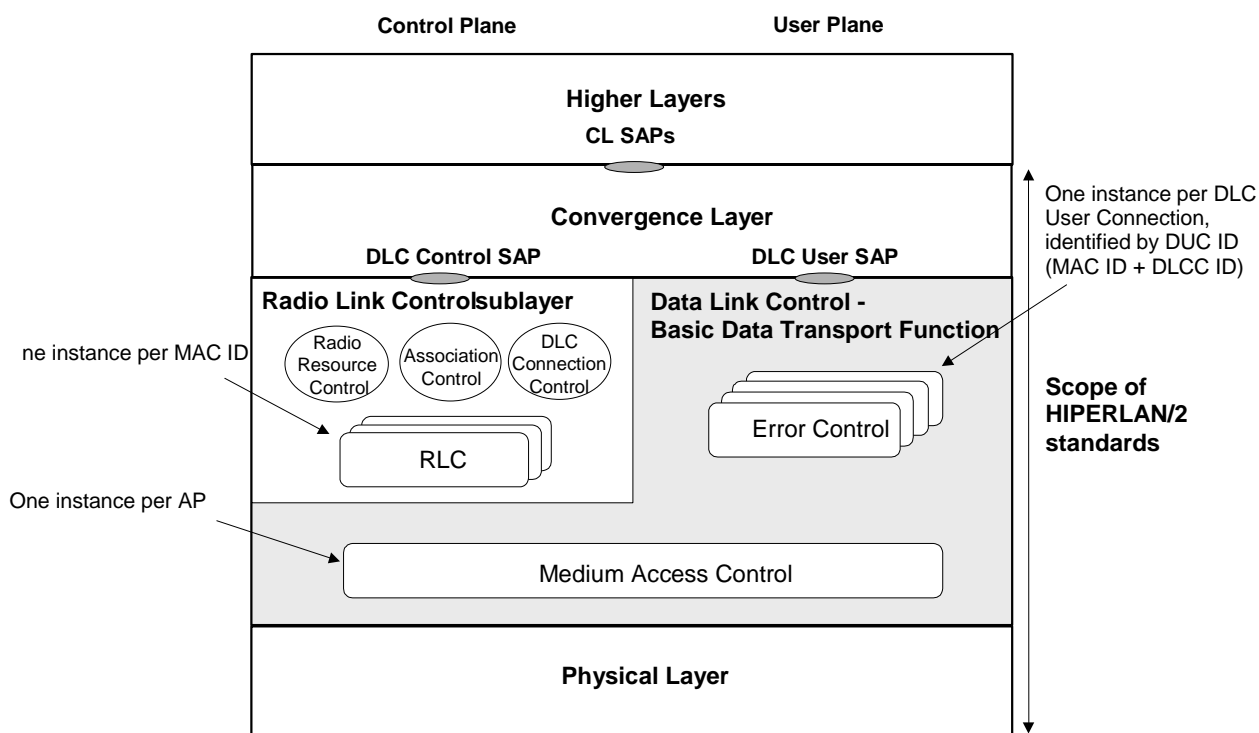 Control Plane
User Plane
Higher Layers
CL SAPs
Convergence Layer
DLC Control SAP
DLC User SAP
One instance per DLC
User Connection,
identified by DUC ID
(MAC ID + DLCC ID)
Radio Link Controlsublayer
Data Link Control -
Basic Data Transport Function
ne instance per MAC ID
Radio
Resource
Control
Association
Control
DLC
Connection
Control
RLC
Error Control
Scope of
HIPERLAN/2
standards
One instance per AP
Medium Access Control
Physical Layer